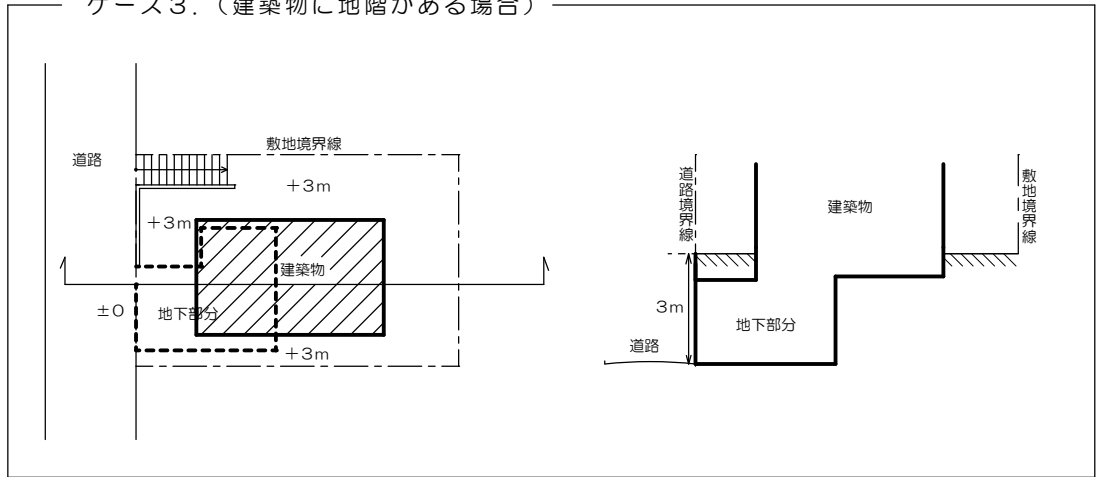 ケース3.（建築物に地階がある場合）
道路
敷地境界線
+3m
+3m
建築物
±0
地下部分
+3m
道路境界線
敷地境界線
建築物
3m
地下部分
道路